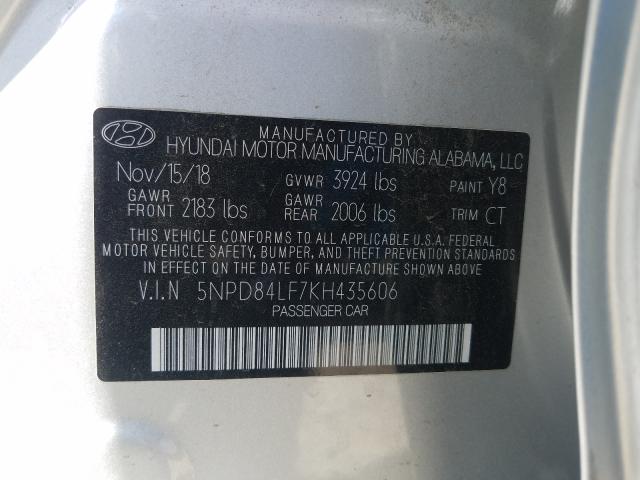 MANUFACTURED BY
HYUNDAI MOTOR MANUFACTURING ALABAMA, LLC
Nov/15/18 GVWR 3924 lbs PAINT Y8
GAWR FRONT 2183 lbs GAWR REAR 2006 lbs TRIM CT
THIS VEHICLE CONFORMS TO ALL APPLICABLE U.S.A. FEDERAL
MOTOR VEHICLE SAFETY, BUMPER, AND THEFT PREVENTION STANDARDS
IN EFFECT ON THE DATE OF MANUFACTURE SHOWN ABOVE.
V.I.N 5NPD84LF7KH435606
PASSENGER CAR